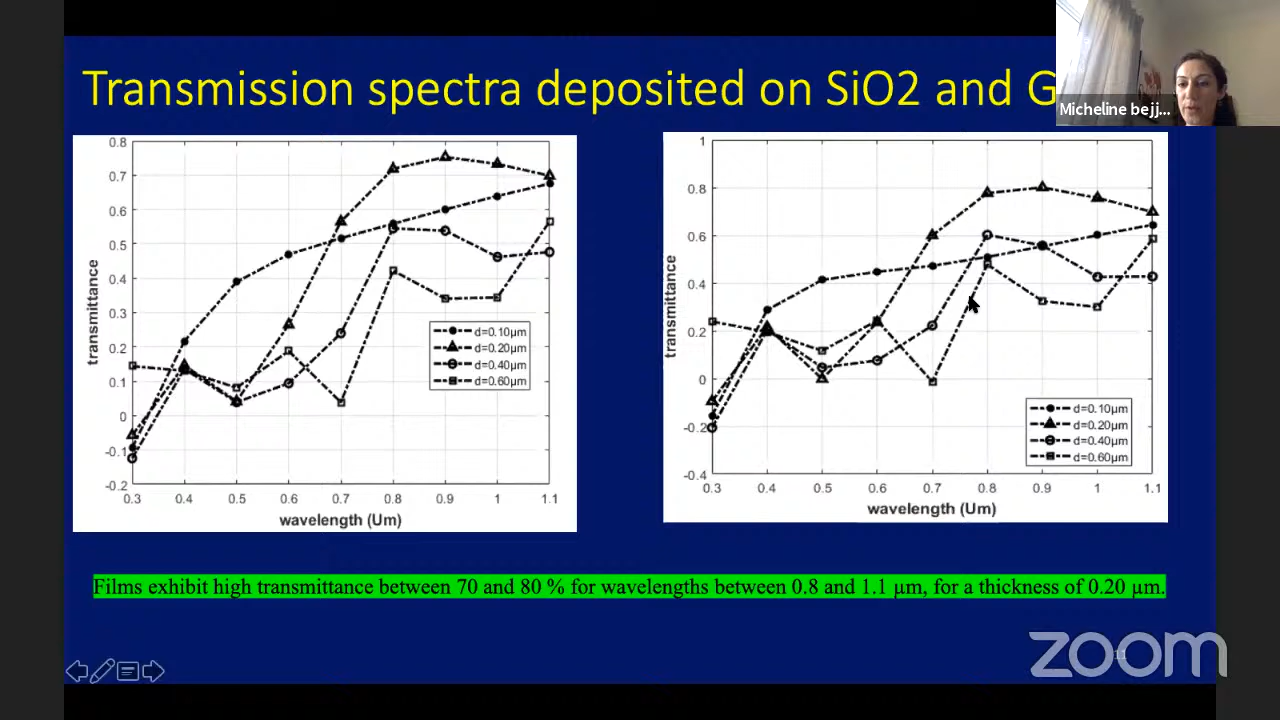 Transmission spectra deposited on SiO2 and G
Micheline bejj...
0.8
0.7
0.6
0.5
0.4
0.3
0.2
0.1
0
-0.1
-0.2
transmittance
0.3 0.4 0.5 0.6 0.7 0.8 0.9 1 1.1
wavelength (Um)
d=0.10µm
d=0.20µm
d=0.40µm
d=0.60µm
1
0.8
0.6
0.4
0.2
0
-0.2
-0.4
transmittance
0.3 0.4 0.5 0.6 0.7 0.8 0.9 1 1.1
wavelength (Um)
d=0.10µm
d=0.20µm
d=0.40µm
d=0.60µm
Films exhibit high transmittance between 70 and 80 % for wavelengths between 0.8 and 1.1 µm, for a thickness of 0.20 µm.
zoom
11